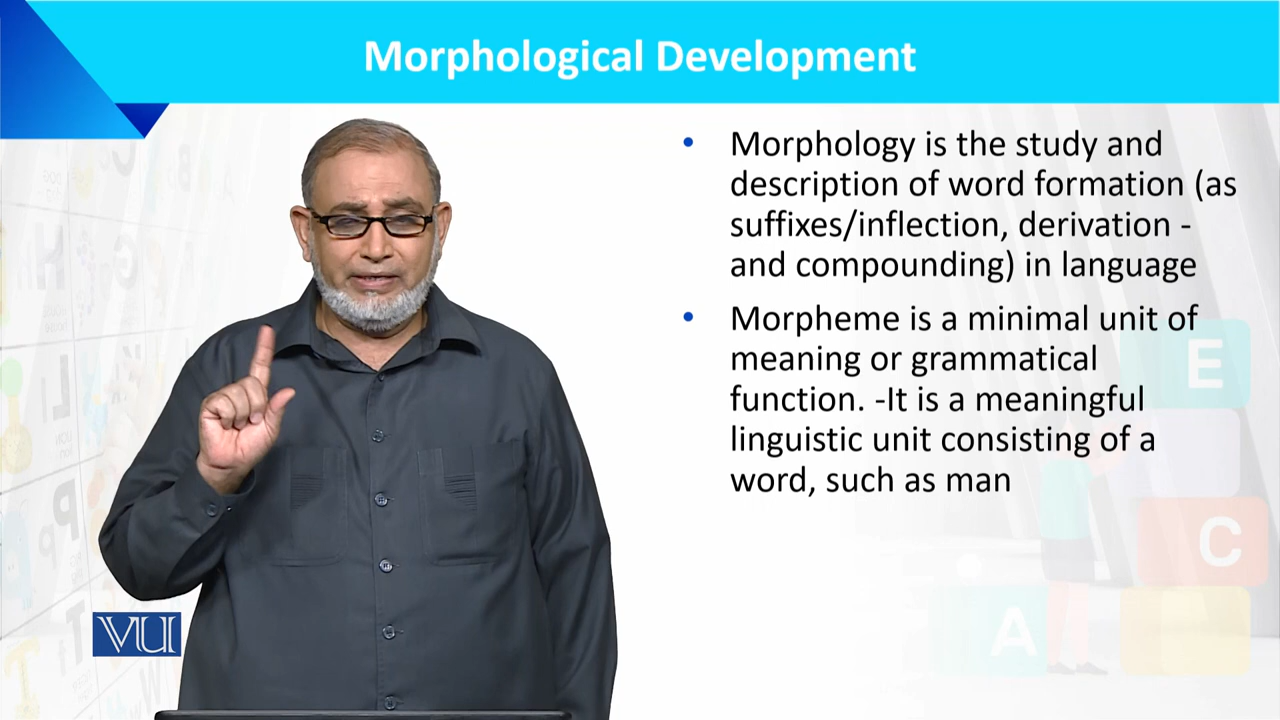 Morphological Development
• Morphology is the study and
description of word formation (as
suffixes/inflection, derivation -
and compounding) in language
• Morpheme is a minimal unit of
meaning or grammatical
function. -It is a meaningful
linguistic unit consisting of a
word, such as man
VU
E
C
A